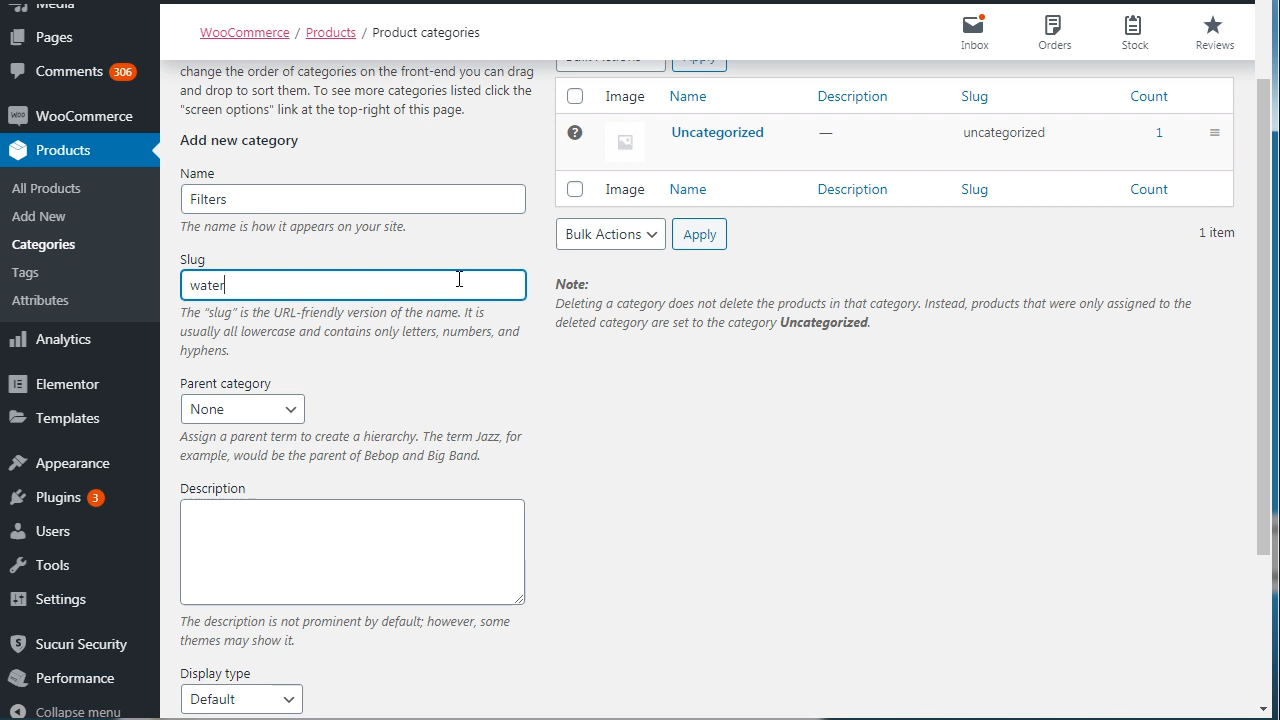 Media
Pages
Comments 306
WooCommerce
Products
All Products
Add New
Categories
Tags
Attributes
Analytics
Elementor
Templates
Appearance
Plugins 3
Users
Tools
Settings
Sucuri Security
Performance
Collapse menu
WooCommerce / Products / Product categories
Inbox
Orders
Stock
Reviews
change the order of categories on the front-end you can drag
and drop to sort them. To see more categories listed click the
"screen options" link at the top-right of this page.
Add new category
Name
Filters
The name is how it appears on your site.
Slug
water
The “slug” is the URL-friendly version of the name. It is
usually all lowercase and contains only letters, numbers, and
hyphens.
Parent category
None
Assign a parent term to create a hierarchy. The term Jazz, for
example, would be the parent of Bebop and Big Band.
Description
The description is not prominent by default; however, some
themes may show it.
Display type
Default
Bulk Actions Apply
Image Name Description Slug Count
Uncategorized — uncategorized 1
Image Name Description Slug Count
Bulk Actions Apply
1 item
Note:
Deleting a category does not delete the products in that category. Instead, products that were only assigned to the
deleted category are set to the category Uncategorized.